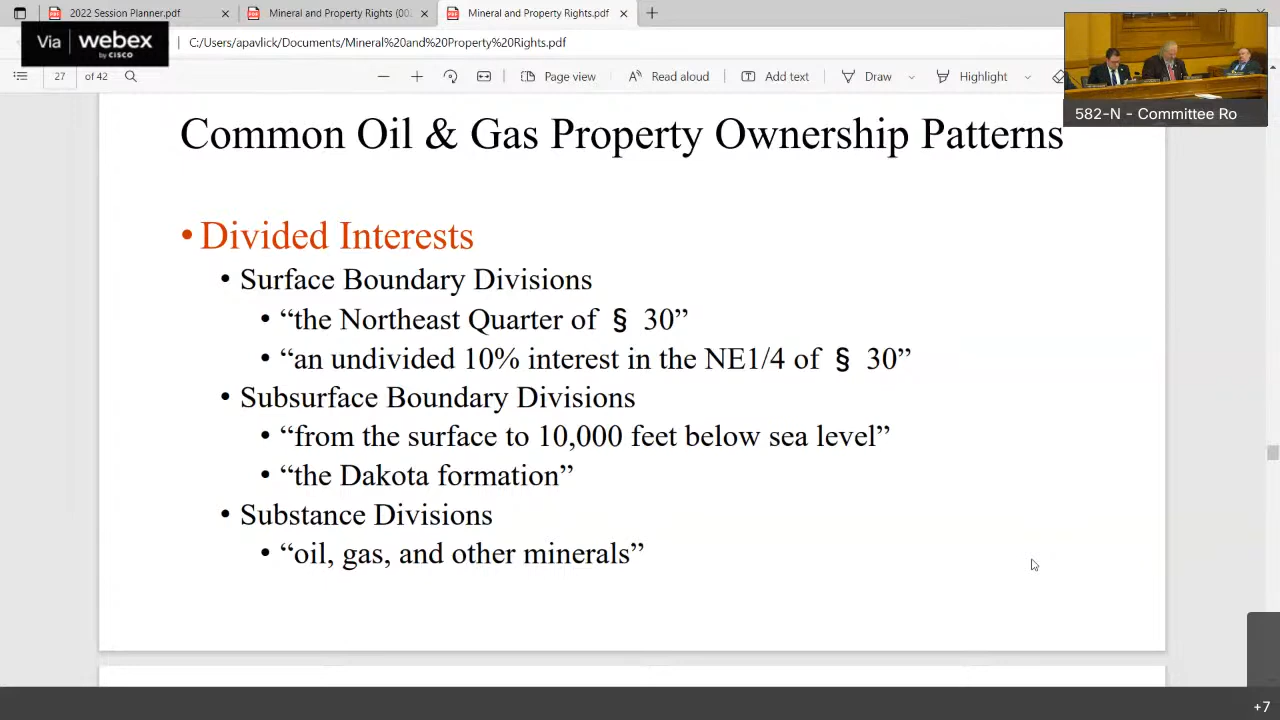 2022 Session Planner.pdf
Mineral and Property Rights (00.
Mineral and Property Rights.pdf
Via webex
by CISCO
C:/Users/apavlick/Documents/Mineral%20and%20Property%20Rights.pdf
27 of 42
Page view
Read aloud
Add text
Draw
Highlight
582-N - Committee Ro
Common Oil & Gas Property Ownership Patterns
• Divided Interests
• Surface Boundary Divisions
• “the Northeast Quarter of § 30”
• “an undivided 10% interest in the NE1/4 of § 30”
• Subsurface Boundary Divisions
• “from the surface to 10,000 feet below sea level”
• “the Dakota formation”
• Substance Divisions
• “oil, gas, and other minerals”
+7